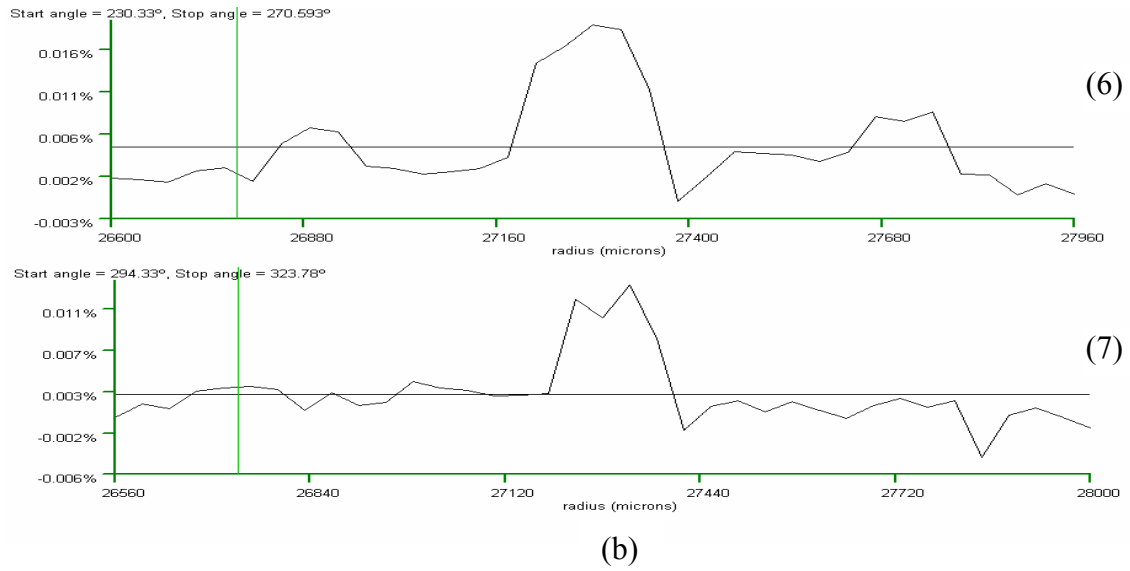 Start angle = 230.33º, Stop angle = 270.593º
0.016%
0.011%
(6)
0.006%
0.002%
-0.003%
26600 26880 27160 27400 27680 27960
radius (microns)
Start angle = 294.33º, Stop angle = 323.78º
0.011%
0.007%
(7)
0.003%
-0.002%
-0.006%
26560 26840 27120 27440 27720 28000
radius (microns)
(b)